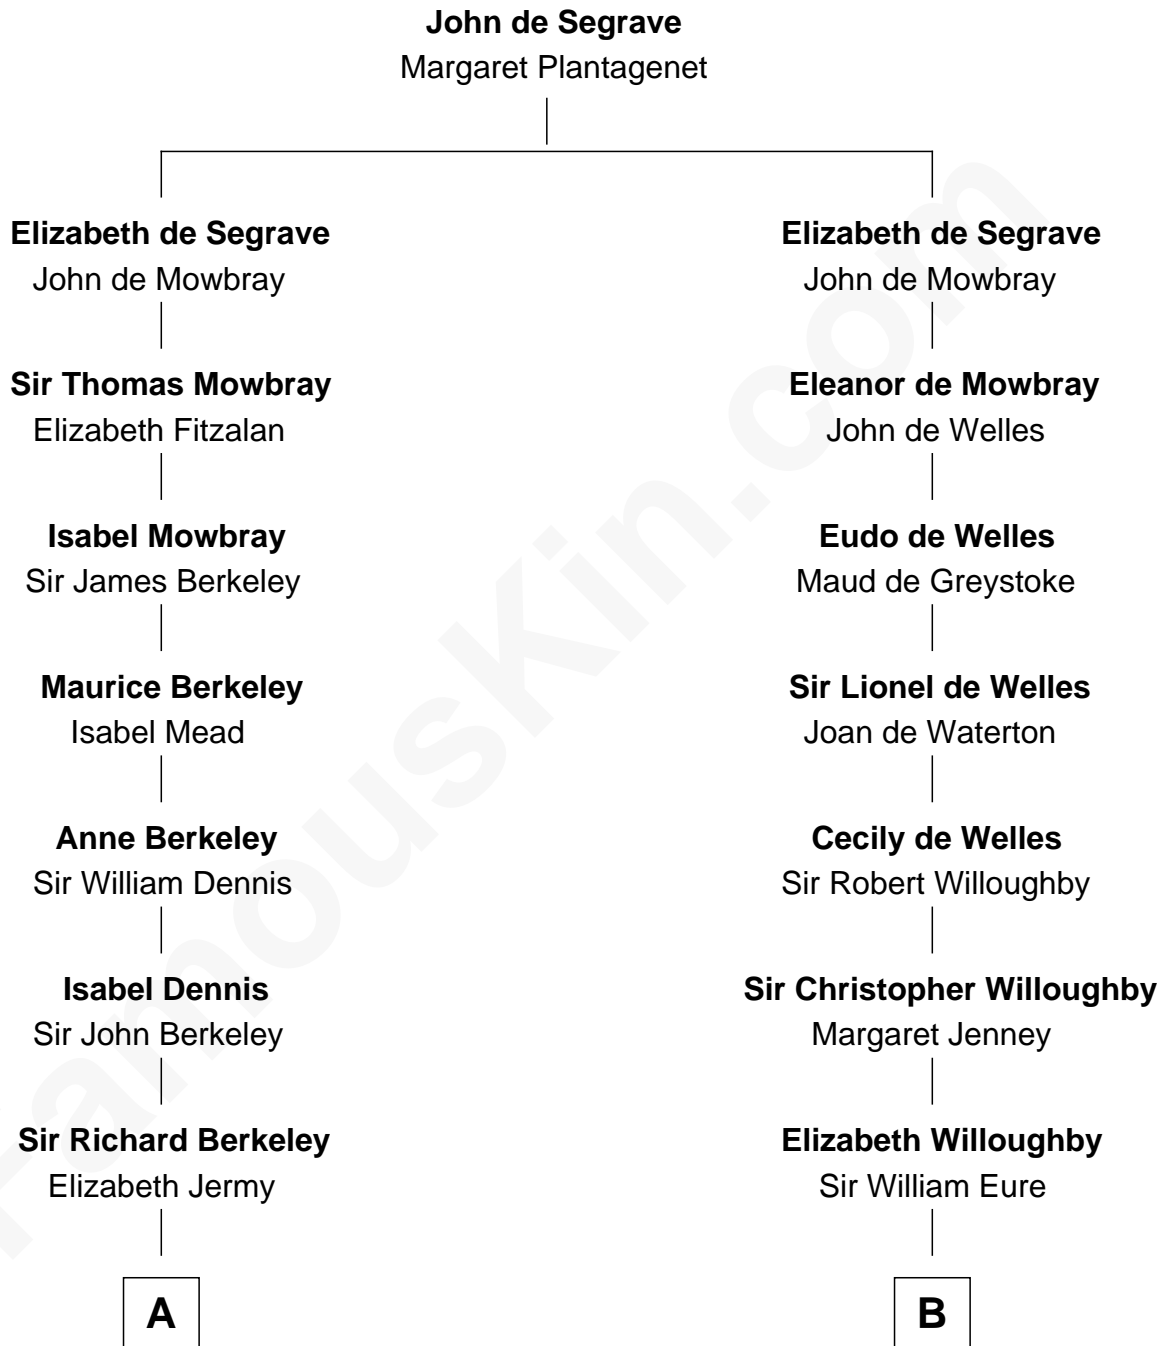 John de Segrave
Margaret Plantagenet
Elizabeth de Segrave
John de Mowbray
Elizabeth de Segrave
John de Mowbray
Sir Thomas Mowbray
Elizabeth Fitzalan
Eleanor de Mowbray
John de Welles
Isabel Mowbray
Sir James Berkeley
Eudo de Welles
Maud de Greystoke
Maurice Berkeley
Isabel Mead
Sir Lionel de Welles
Joan de Waterton
Anne Berkeley
Sir William Dennis
Cecily de Welles
Sir Robert Willoughby
Isabel Dennis
Sir John Berkeley
Sir Christopher Willoughby
Margaret Jenney
Sir Richard Berkeley
Elizabeth Jermy
Elizabeth Willoughby
Sir William Eure
A
B
FamousKin.com